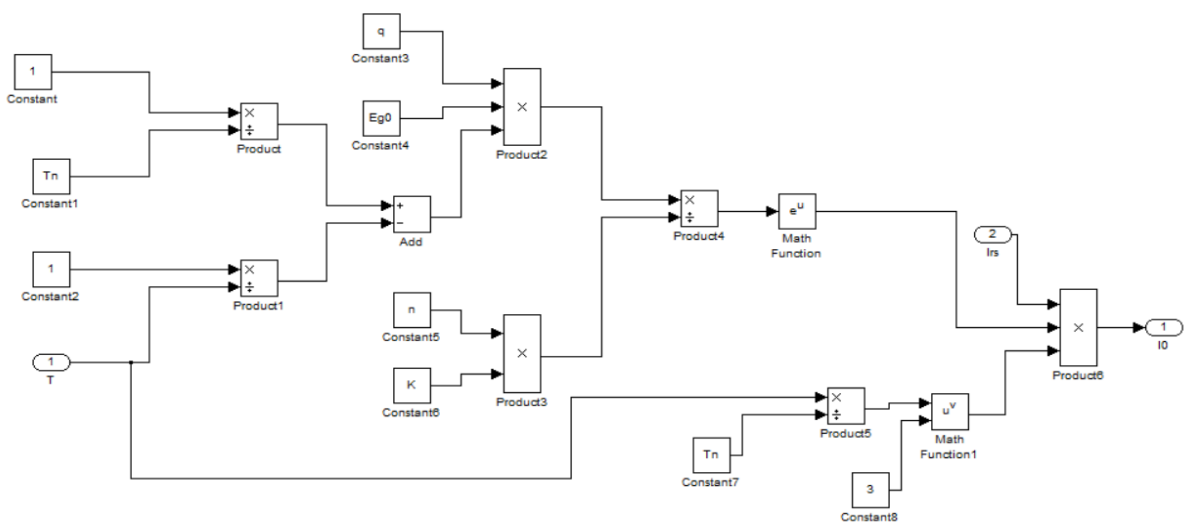 q
Constant3
1
Constant
×
÷
Product
Eg0
Constant4
×
Product2
Tn
Constant1
+
−
Add
×
÷
Product4
e^u
Math
Function
2
Irs
1
Constant2
×
÷
Product1
n
Constant5
×
Product3
K
Constant6
1
T
×
÷
Product5
Tn
Constant7
u^v
Math
Function1
3
Constant8
×
Product6
1
I0